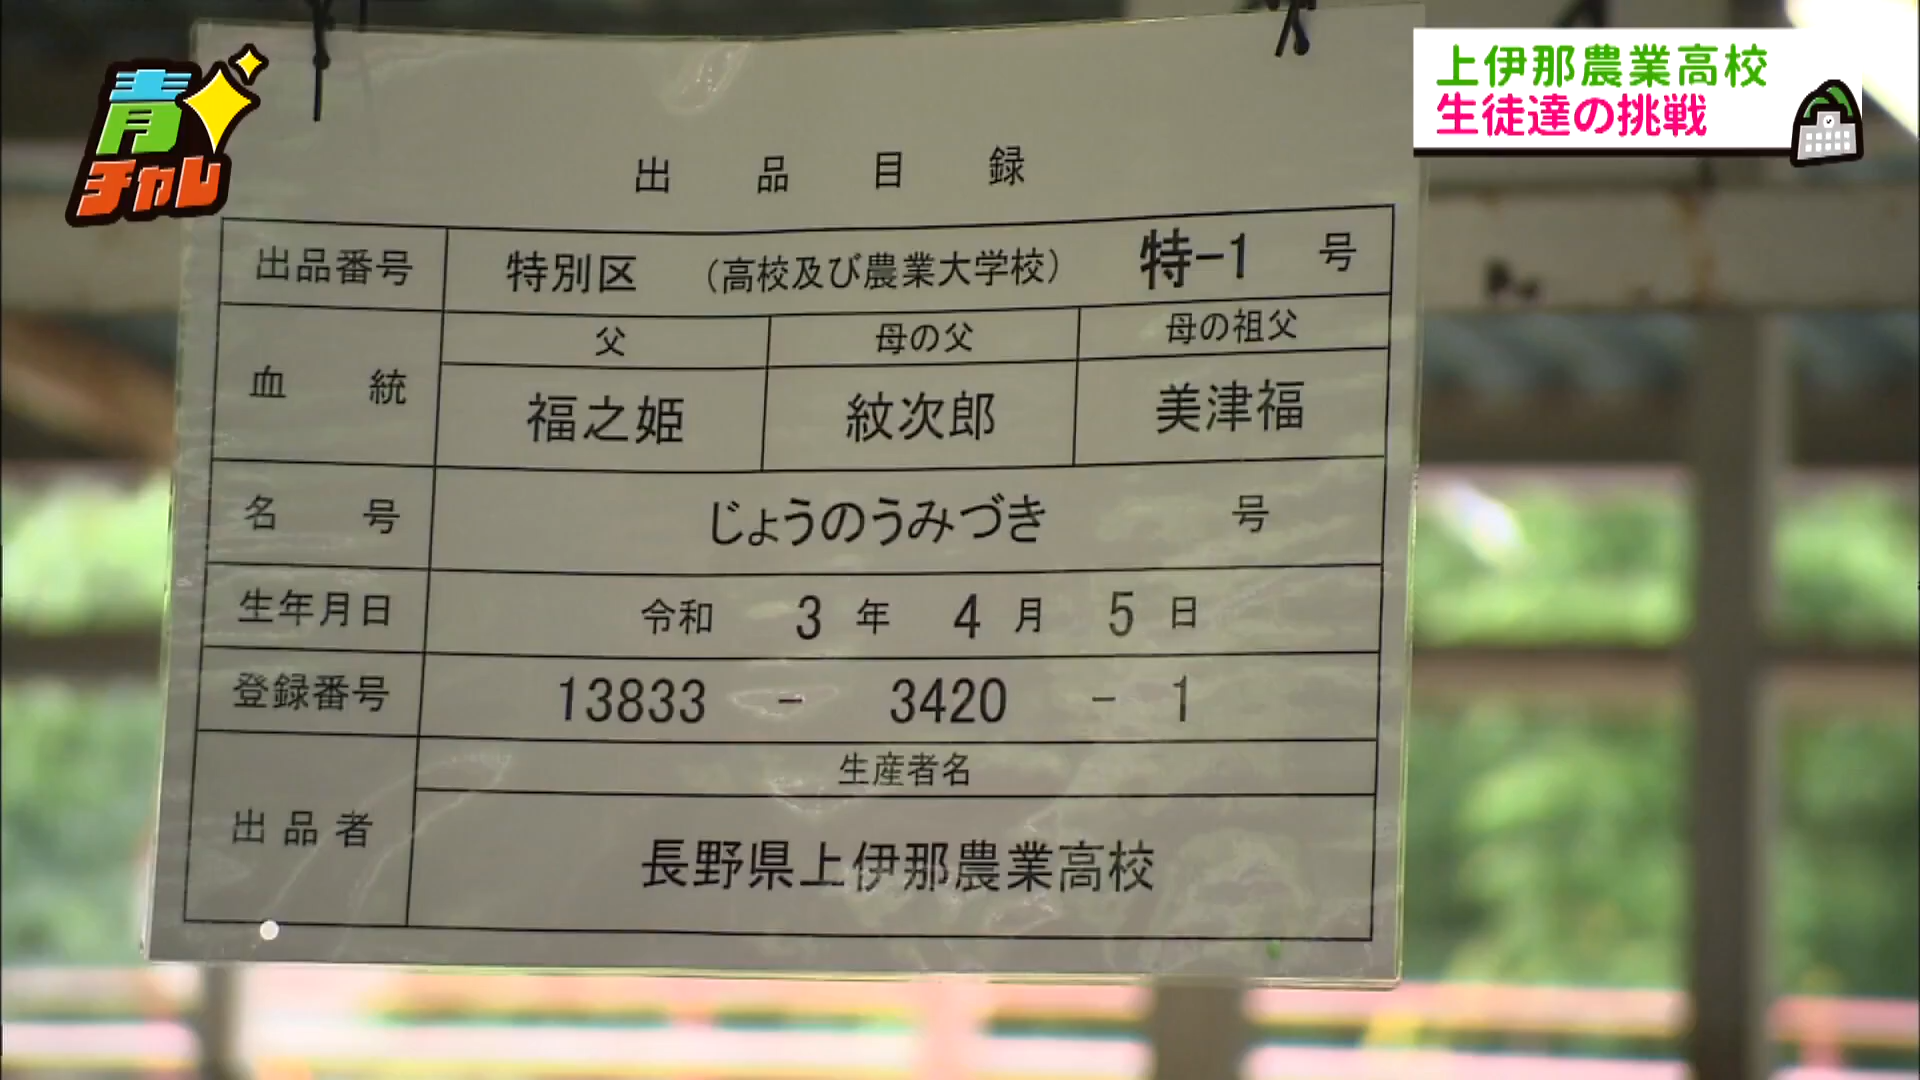 青
チャレ
上伊那農業高校
生徒達の挑戦
出品目録
出品番号 特別区 （高校及び農業大学校） 特-1 号
血統 父 母の父 母の祖父
福之姫 紋次郎 美津福
名号 じょうのうみづき 号
生年月日 令和 3 年 4 月 5 日
登録番号 13833 - 3420 - 1
出品者 生産者名
長野県上伊那農業高校